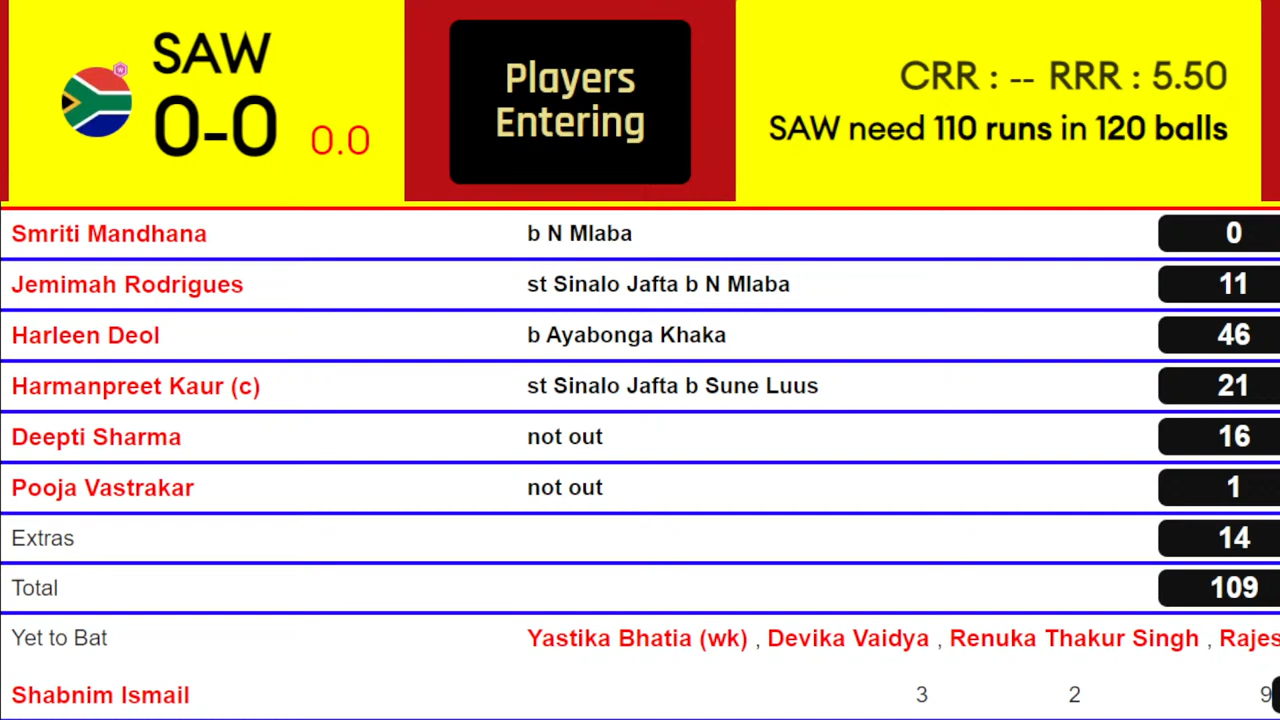 SAW
0-0 0.0
Players
Entering
CRR : -- RRR : 5.50
SAW need 110 runs in 120 balls
Smriti Mandhana b N Mlaba 0
Jemimah Rodrigues st Sinalo Jafta b N Mlaba 11
Harleen Deol b Ayabonga Khaka 46
Harmanpreet Kaur (c) st Sinalo Jafta b Sune Luus 21
Deepti Sharma not out 16
Pooja Vastrakar not out 1
Extras 14
Total 109
Yet to Bat Yastika Bhatia (wk) , Devika Vaidya , Renuka Thakur Singh , Rajes
Shabnim Ismail 3 2 9